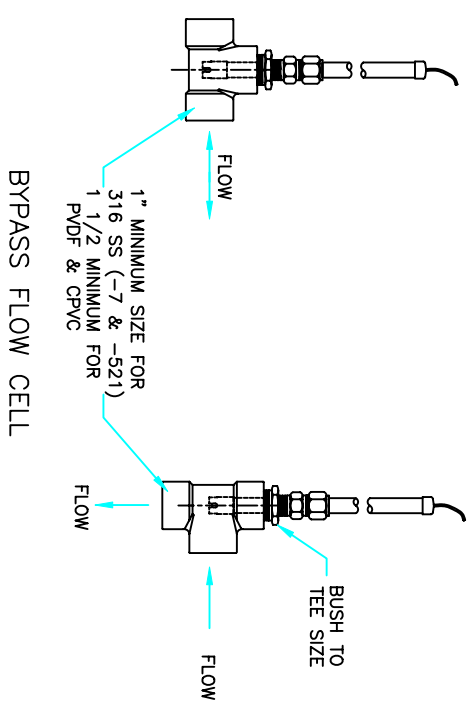 FLOW
1" MINIMUM SIZE FOR
316 SS (-7 & -521)
1 1/2 MINIMUM FOR
PVDF & CPVC
BYPASS FLOW CELL
BUSH TO
TEE SIZE
FLOW
FLOW